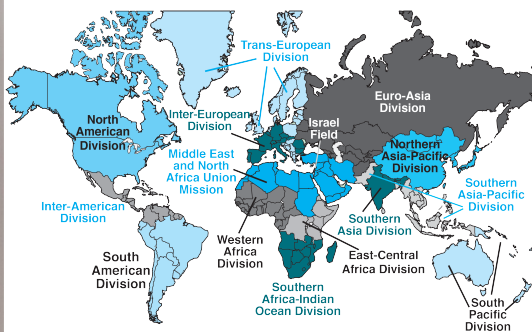 Trans-European
Division
Euro-Asia
Division
North
American
Division
Inter-European
Division
Israel
Field
Northern
Asia-Pacific
Division
Middle East
and North
Africa Union
Mission
Southern
Asia-Pacific
Division
Inter-American
Division
Southern
Asia Division
Western
Africa
Division
East-Central
Africa Division
South
American
Division
Southern
Africa-Indian
Ocean Division
South
Pacific
Division